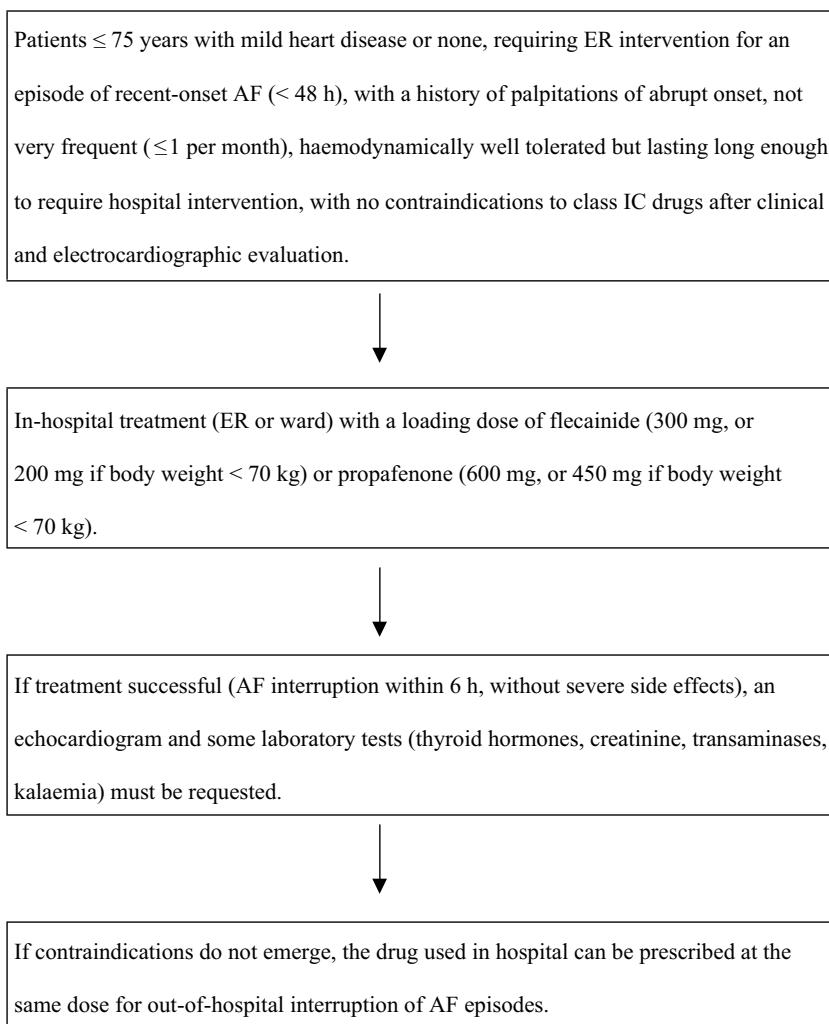 Patients ≤ 75 years with mild heart disease or none, requiring ER intervention for an
episode of recent-onset AF (< 48 h), with a history of palpitations of abrupt onset, not
very frequent (≤1 per month), haemodynamically well tolerated but lasting long enough
to require hospital intervention, with no contraindications to class IC drugs after clinical
and electrocardiographic evaluation.
In-hospital treatment (ER or ward) with a loading dose of flecainide (300 mg, or
200 mg if body weight < 70 kg) or propafenone (600 mg, or 450 mg if body weight
< 70 kg).
If treatment successful (AF interruption within 6 h, without severe side effects), an
echocardiogram and some laboratory tests (thyroid hormones, creatinine, transaminases,
kalaemia) must be requested.
If contraindications do not emerge, the drug used in hospital can be prescribed at the
same dose for out-of-hospital interruption of AF episodes.